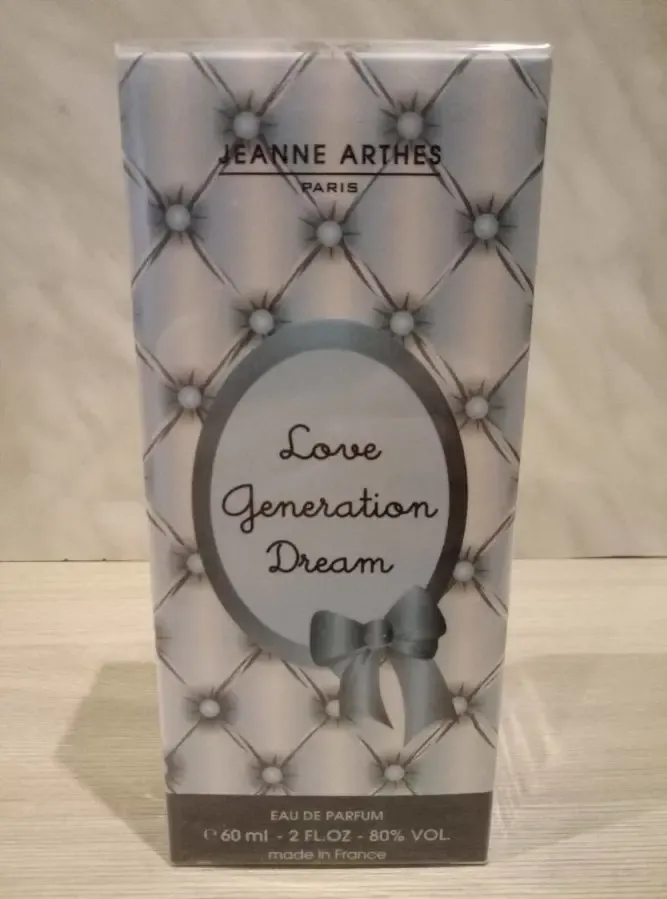 JEANNE ARTHES
PARIS
Love
Generation
Dream
EAU DE PARFUM
℮ 60 ml - 2 FL.OZ - 80% VOL.
made in France